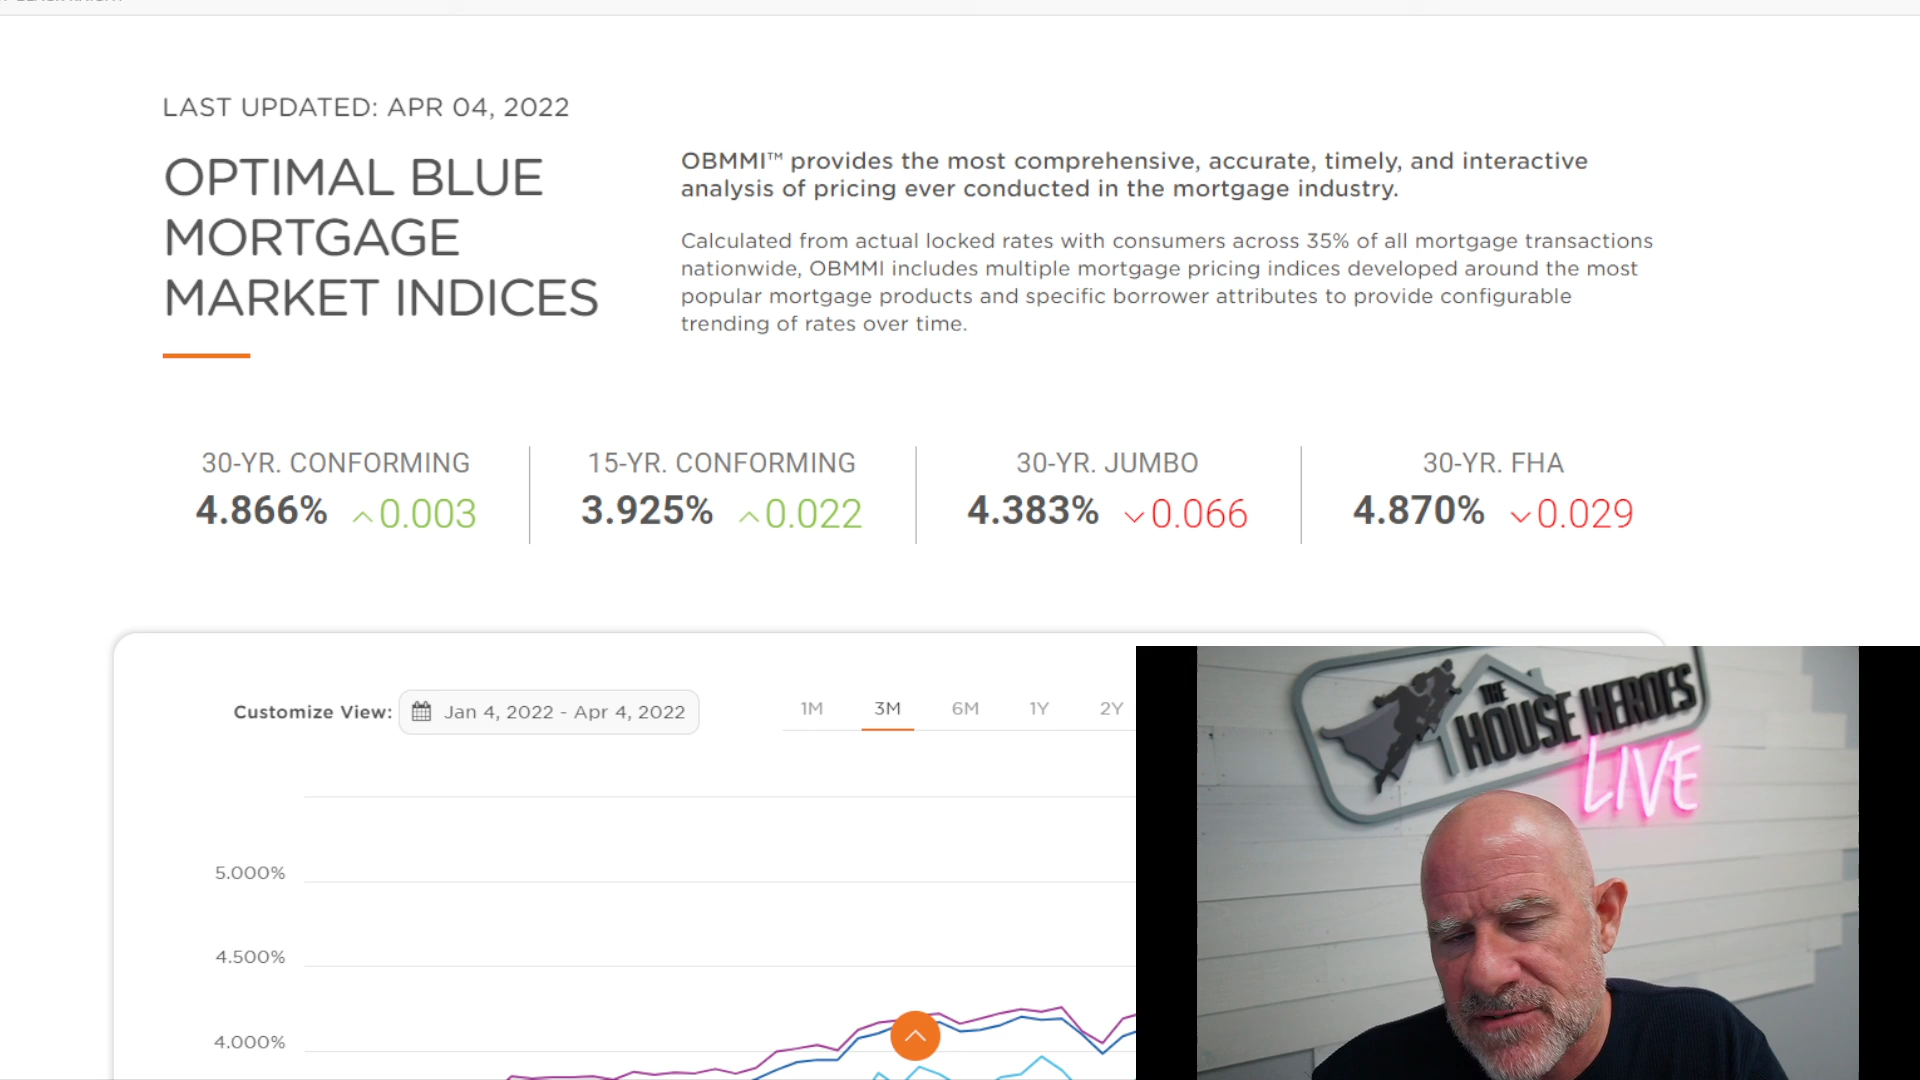 LAST UPDATED: APR 04, 2022
OPTIMAL BLUE
MORTGAGE
MARKET INDICES
OBMMI™ provides the most comprehensive, accurate, timely, and interactive
analysis of pricing ever conducted in the mortgage industry.
Calculated from actual locked rates with consumers across 35% of all mortgage transactions
nationwide, OBMMI includes multiple mortgage pricing indices developed around the most
popular mortgage products and specific borrower attributes to provide configurable
trending of rates over time.
30-YR. CONFORMING
4.866% 0.003
15-YR. CONFORMING
3.925% 0.022
30-YR. JUMBO
4.383% 0.066
30-YR. FHA
4.870% 0.029
Customize View: Jan 4, 2022 - Apr 4, 2022
1M 3M 6M 1Y 2Y
5.000%
4.500%
4.000%
THE
HOUSE HEROES
LIVE